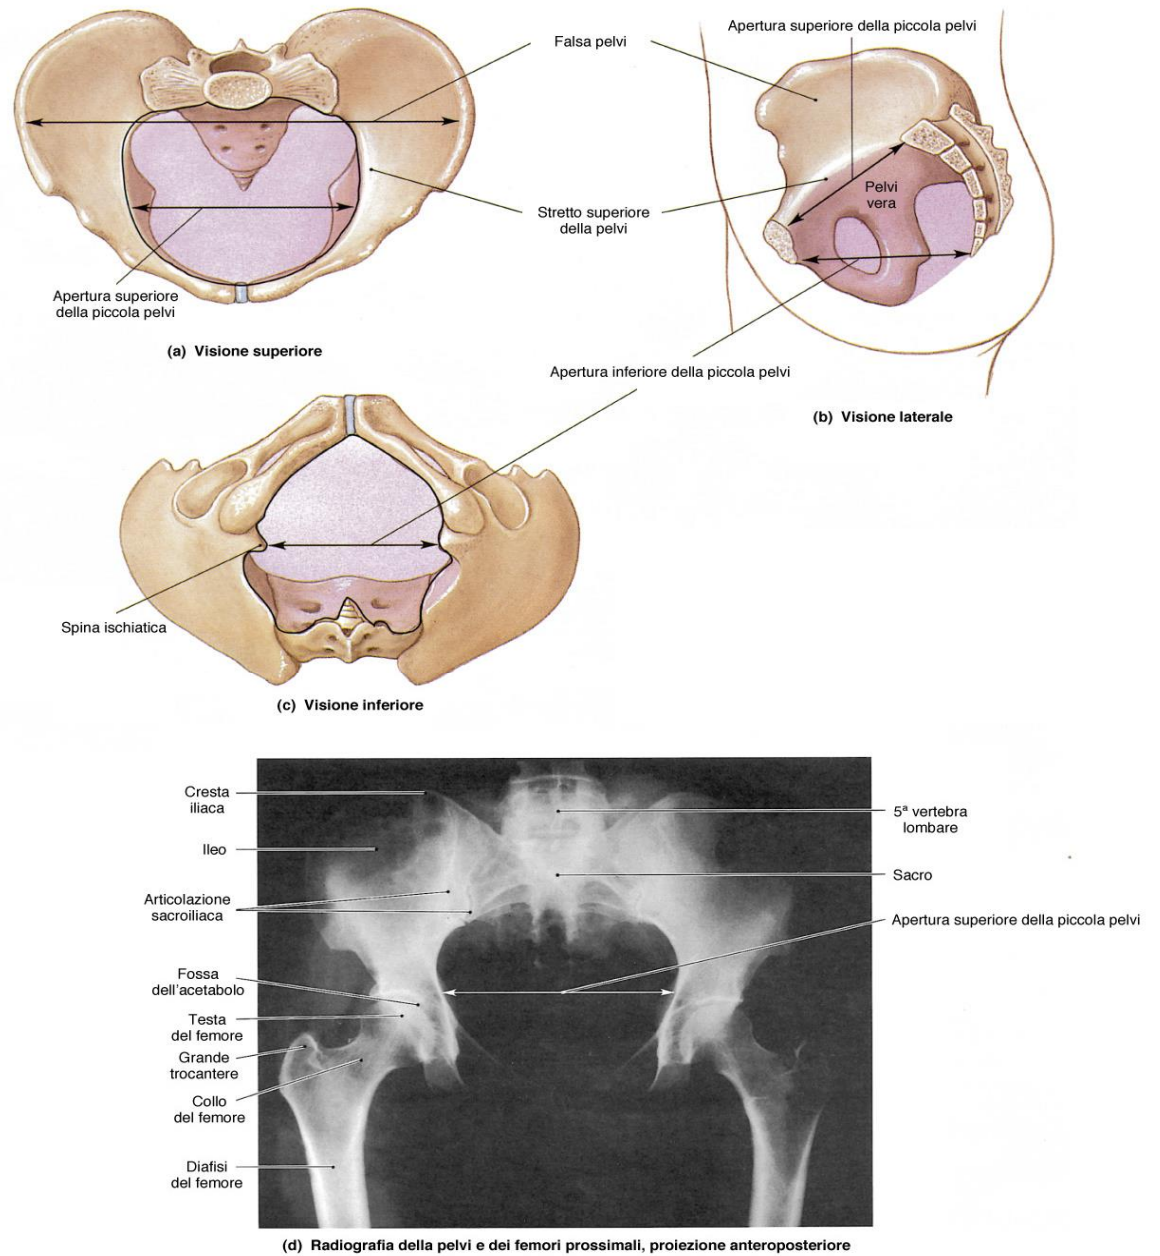 Falsa pelvi
Apertura superiore della piccola pelvi
Pelvi
vera
Stretto superiore
della pelvi
Apertura superiore
della piccola pelvi
(a) Visione superiore
Apertura inferiore della piccola pelvi
(b) Visione laterale
Spina ischiatica
(c) Visione inferiore
Cresta
iliaca
Ileo
Articolazione
sacroiliaca
Fossa
dell'acetabolo
Testa
del femore
Grande
trocantere
Collo
del femore
Diafisi
del femore
5ª vertebra
lombare
Sacro
Apertura superiore della piccola pelvi
(d) Radiografia della pelvi e dei femori prossimali, proiezione anteroposteriore